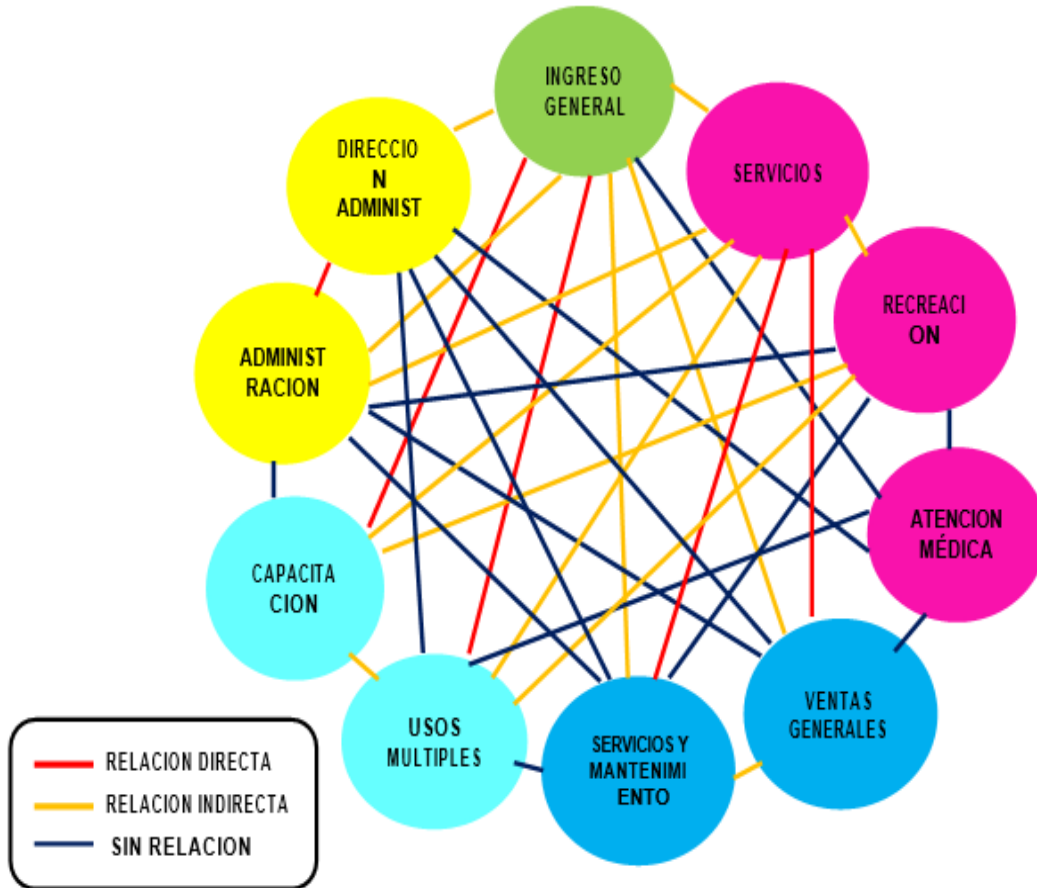 INGRESO
GENERAL
DIRECCIO
N
ADMINIST
SERVICIOS
RECREACI
ON
ADMINIST
RACION
ATENCION
MÉDICA
CAPACITA
CION
VENTAS
GENERALES
USOS
MULTIPLES
SERVICIOS Y
MANTENIMI
ENTO
RELACION DIRECTA
RELACION INDIRECTA
SIN RELACION